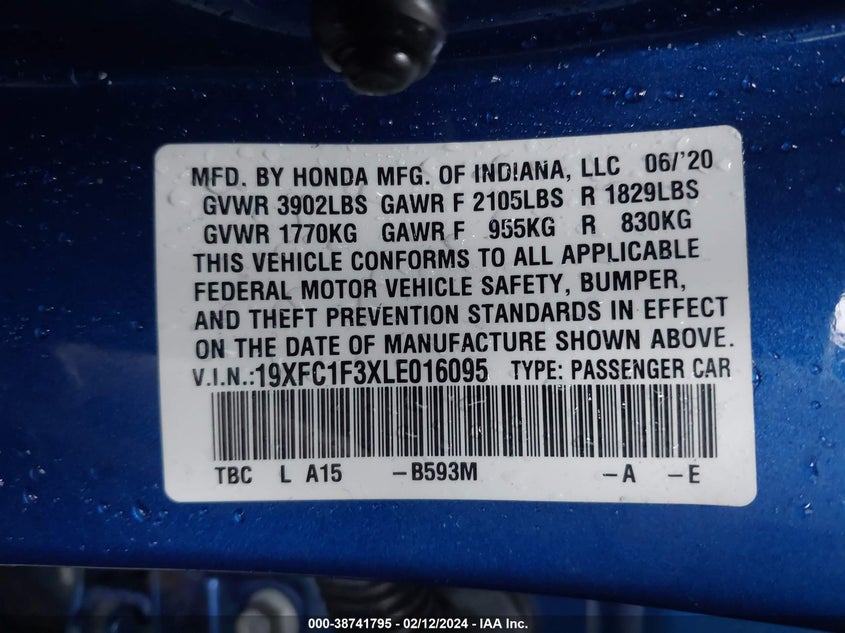 MFD. BY HONDA MFG. OF INDIANA, LLC 06/'20
GVWR 3902LBS GAWR F 2105LBS R 1829LBS
GVWR 1770KG GAWR F 955KG R 830KG
THIS VEHICLE CONFORMS TO ALL APPLICABLE
FEDERAL MOTOR VEHICLE SAFETY, BUMPER,
AND THEFT PREVENTION STANDARDS IN EFFECT
ON THE DATE OF MANUFACTURE SHOWN ABOVE.
V.I.N.:19XFC1F3XLE016095 TYPE: PASSENGER CAR
TBC L A15 –B593M –A –E
000-38741795 - 02/12/2024 - IAA Inc.